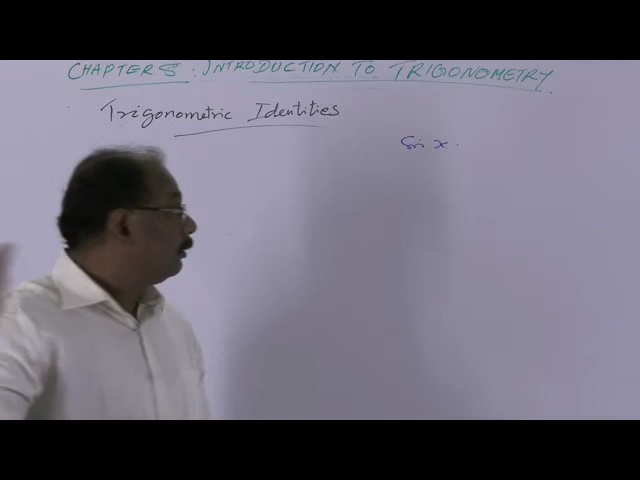 CHAPTER 8: INTRODUCTION TO TRIGONOMETRY.
Trigonometric Identities
Sin x.